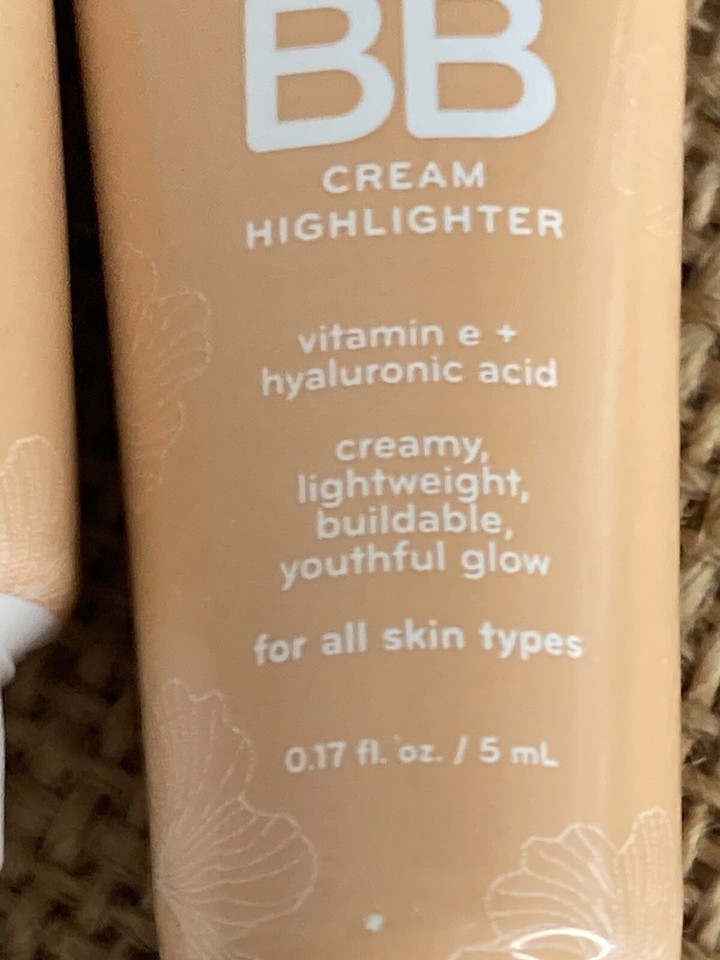 BB
CREAM
HIGHLIGHTER
vitamin e +
hyaluronic acid
creamy,
lightweight,
buildable,
youthful glow
for all skin types
0.17 fl. oz. / 5 mL